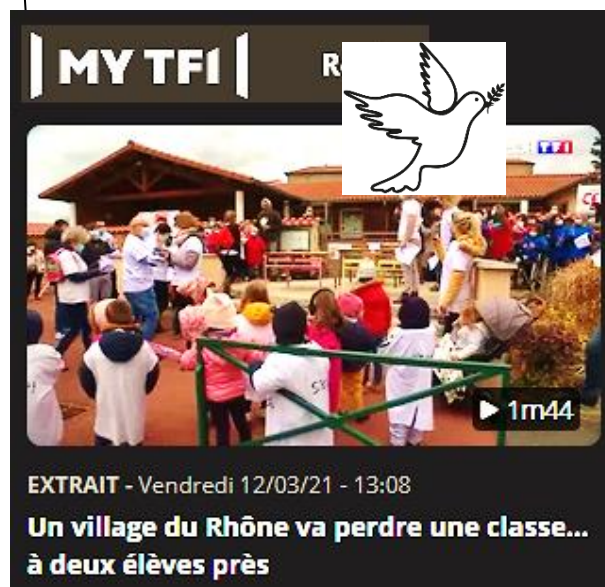 MY TF1
TF1
1m44
EXTRAIT - Vendredi 12/03/21 - 13:08
Un village du Rhône va perdre une classe...
à deux élèves près